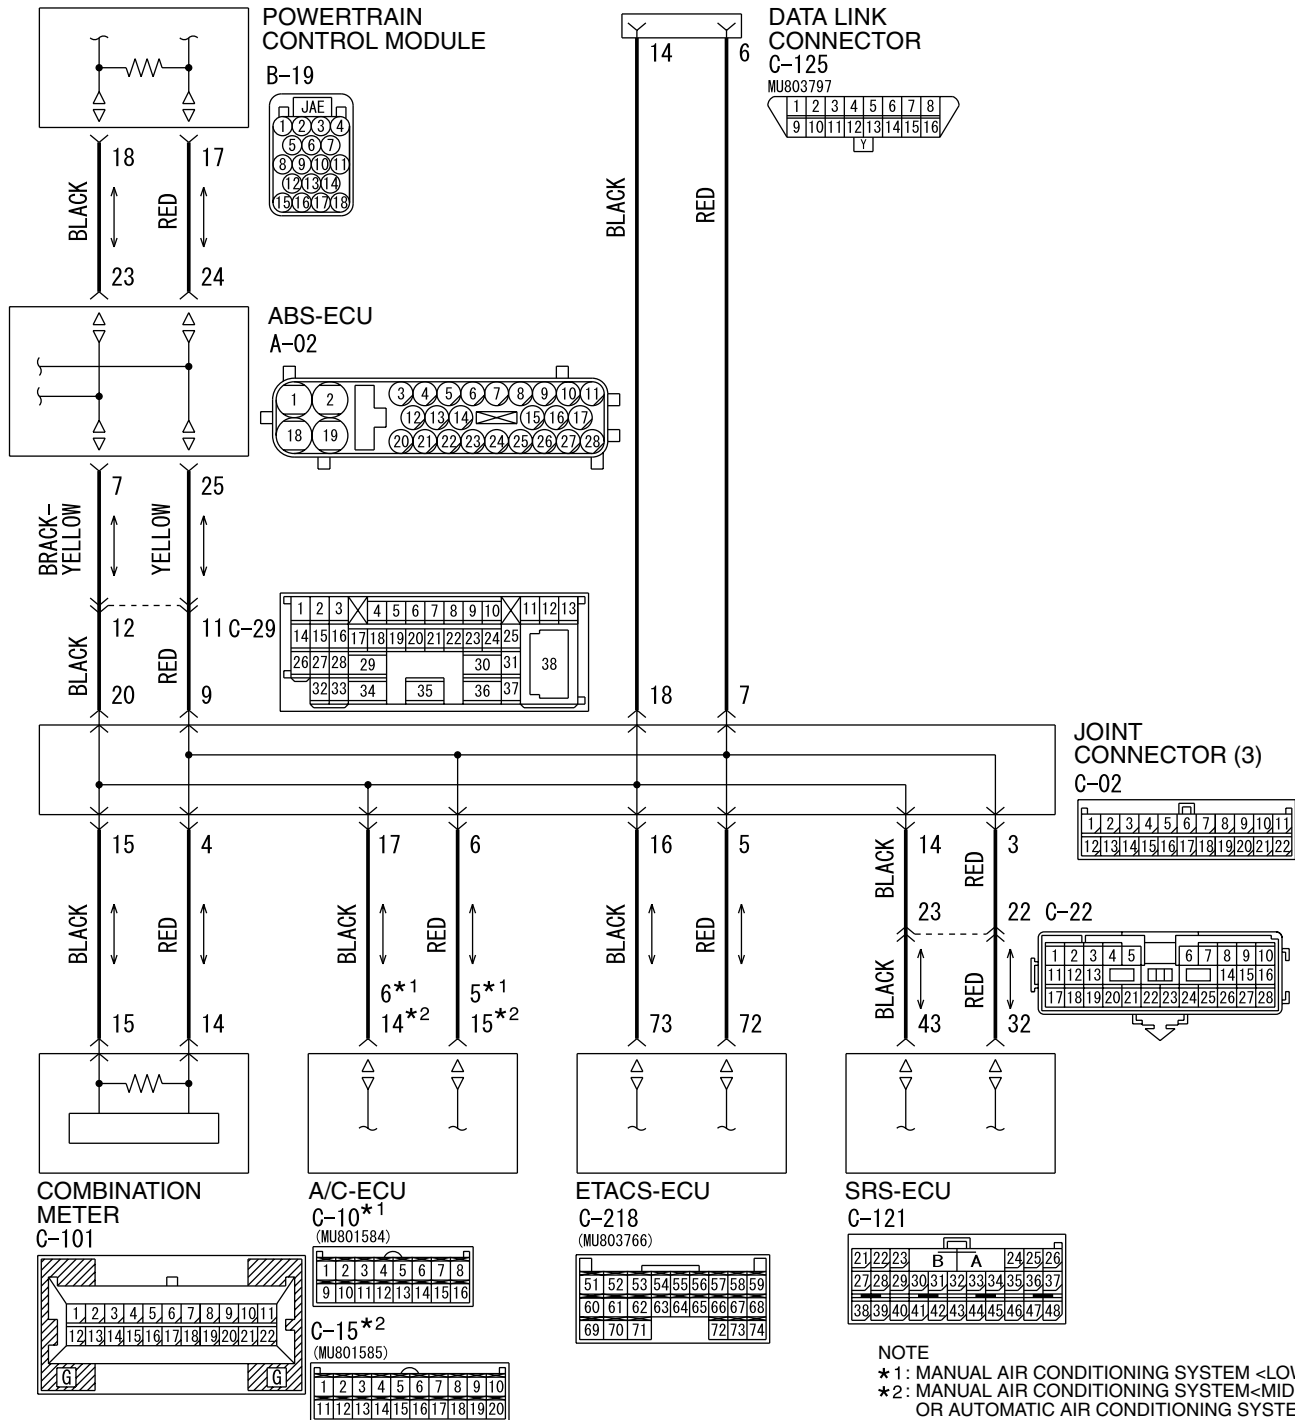 POWERTRAIN
CONTROL MODULE
B-19
JAE
1 2 3 4
5 6 7
8 9 10 11
12 13 14
15 16 17 18
DATA LINK
CONNECTOR
C-125
MU803797
1 2 3 4 5 6 7 8
9 10 11 12 13 14 15 16
Y
14 6
18 17
BLACK RED
23 24
BLACK RED
ABS-ECU
A-02
1 2 3 4 5 6 7 8 9 10 11
12 13 14 15 16 17
18 19 20 21 22 23 24 25 26 27 28
7 25
BRACK-
YELLOW YELLOW
12 11 C-29
1 2 3 4 5 6 7 8 9 10 11 12 13
14 15 16 17 18 19 20 21 22 23 24 25
26 27 28 29 30 31 38
32 33 34 35 36 37
BLACK RED
20 9 18 7
JOINT
CONNECTOR (3)
C-02
1 2 3 4 5 6 7 8 9 10 11
12 13 14 15 16 17 18 19 20 21 22
15 4 17 6 16 5 14 3
BLACK RED
23 22 C-22
1 2 3 4 5 6 7 8 9 10
11 12 13 14 15 16
17 18 19 20 21 22 23 24 25 26 27 28
BLACK RED BLACK RED BLACK RED BLACK RED
6*1 5*1
15 14 14*2 15*2 73 72 43 32
COMBINATION
METER
C-101
1 2 3 4 5 6 7 8 9 10 11
12 13 14 15 16 17 18 19 20 21 22
G G
A/C-ECU
C-10*1
(MU801584)
1 2 3 4 5 6 7 8
9 10 11 12 13 14 15 16
C-15*2
(MU801585)
1 2 3 4 5 6 7 8 9 10
11 12 13 14 15 16 17 18 19 20
ETACS-ECU
C-218
(MU803766)
51 52 53 54 55 56 57 58 59
60 61 62 63 64 65 66 67 68
69 70 71 72 73 74
SRS-ECU
C-121
21 22 23 B A 24 25 26
27 28 29 30 31 32 33 34 35 36 37
38 39 40 41 42 43 44 45 46 47 48
NOTE
*1: MANUAL AIR CONDITIONING SYSTEM
*2: MANUAL AIR CONDITIONING SYSTEM<MID
OR AUTOMATIC AIR CONDITIONING